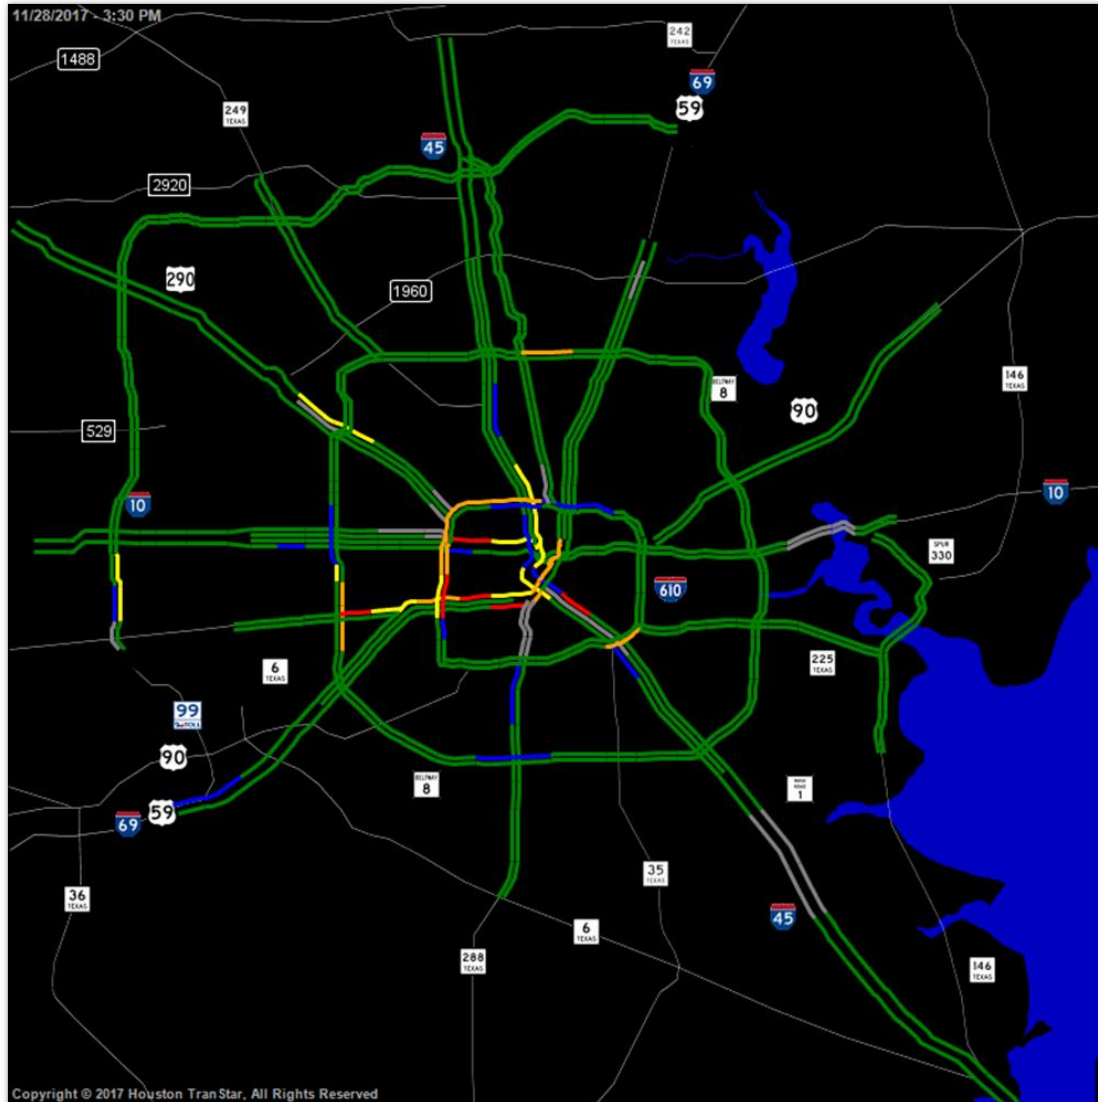 11/28/2017 - 3:30 PM
242
TEXAS
1488
69
59
249
TEXAS
45
2920
290
1960
146
TEXAS
BELTWAY
8
90
529
10
10
SPUR
330
610
225
TEXAS
6
TEXAS
99
90
BELTWAY
8
1
59
69
35
TEXAS
36
TEXAS
45
6
TEXAS
288
TEXAS
146
TEXAS
Copyright © 2017 Houston TranStar, All Rights Reserved